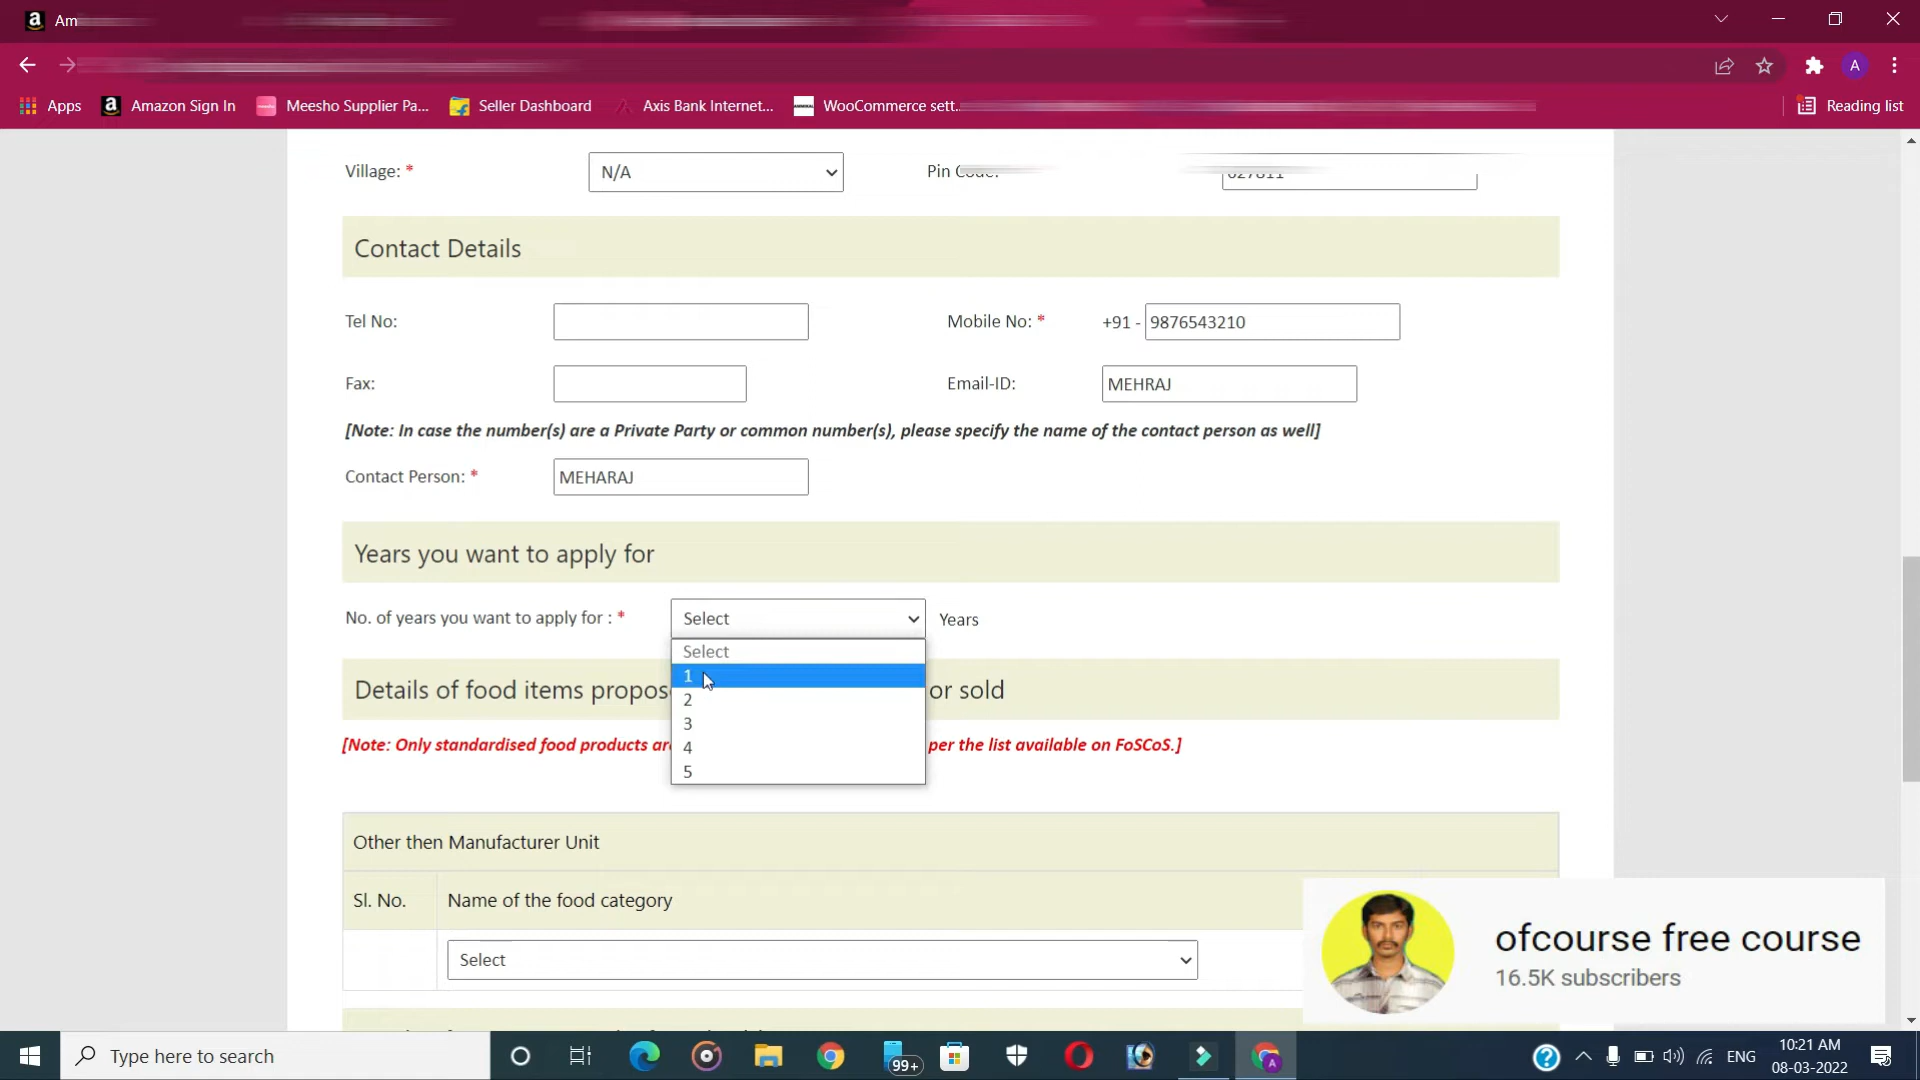 Am
Apps
Amazon Sign In
Meesho Supplier Pa...
Seller Dashboard
Axis Bank Internet...
WooCommerce sett..
Reading list
A
Village: *
N/A
Contact Details
Tel No:
Mobile No: *
+91 -
9876543210
Fax:
Email-ID:
MEHRAJ
[Note: In case the number(s) are a Private Party or common number(s), please specify the name of the contact person as well]
Contact Person: *
MEHARAJ
Years you want to apply for
No. of years you want to apply for : *
Select
Years
Select
1
2
3
4
5
Details of food items propos
or sold
[Note: Only standardised food products ar
per the list available on FoSCoS.]
Other then Manufacturer Unit
Sl. No.
Name of the food category
Select
ofcourse free course
16.5K subscribers
Type here to search
99+
ENG
10:21 AM
08-03-2022